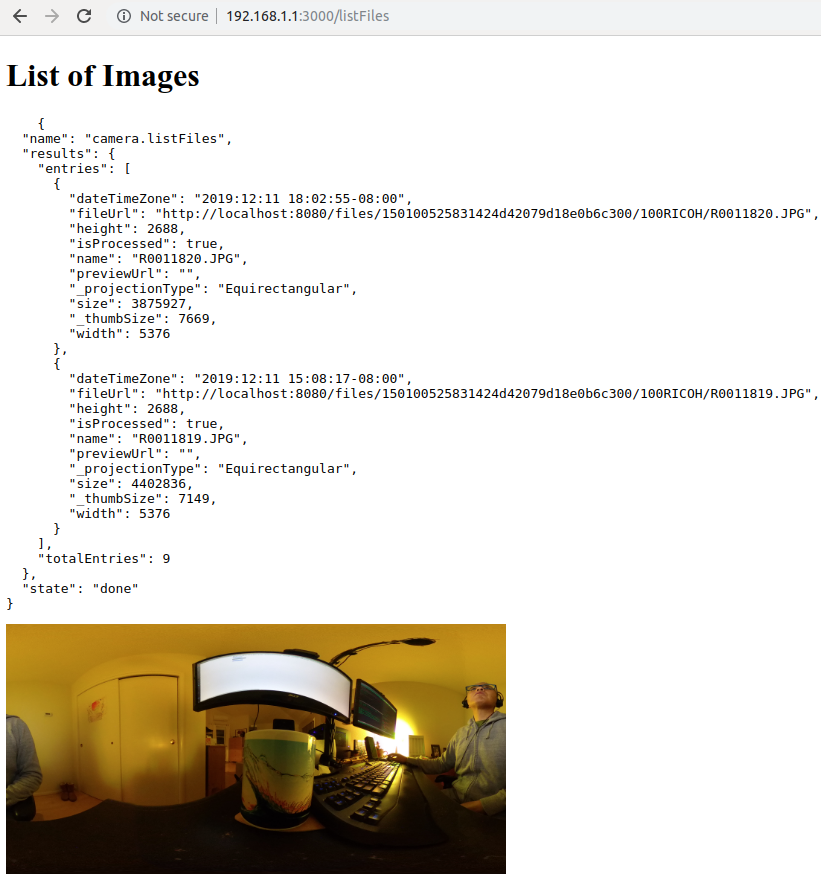 Not secure | 192.168.1.1:3000/listFiles
List of Images
{
"name": "camera.listFiles",
"results": {
"entries": [
{
"dateTimeZone": "2019:12:11 18:02:55-08:00",
"fileUrl": "http://localhost:8080/files/150100525831424d42079d18e0b6c300/100RICOH/R0011820.JPG",
"height": 2688,
"isProcessed": true,
"name": "R0011820.JPG",
"previewUrl": "",
"_projectionType": "Equirectangular",
"size": 3875927,
"_thumbSize": 7669,
"width": 5376
},
{
"dateTimeZone": "2019:12:11 15:08:17-08:00",
"fileUrl": "http://localhost:8080/files/150100525831424d42079d18e0b6c300/100RICOH/R0011819.JPG",
"height": 2688,
"isProcessed": true,
"name": "R0011819.JPG",
"previewUrl": "",
"_projectionType": "Equirectangular",
"size": 4402836,
"_thumbSize": 7149,
"width": 5376
}
],
"totalEntries": 9
},
"state": "done"
}